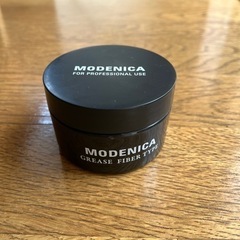 MODENICA
FOR PROFESSIONAL USE
MODENICA
GREASE FIBER TYPE